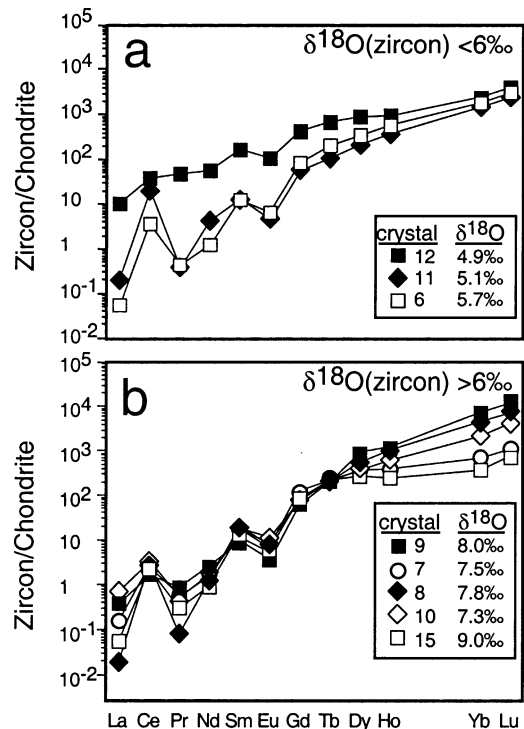 a
δ18O(zircon) <6‰
Zircon/Chondrite
10^5
10^4
10^3
10^2
10
1
10^-1
10^-2
crystal δ18O
12 4.9‰
11 5.1‰
6 5.7‰
b
δ18O(zircon) >6‰
Zircon/Chondrite
10^5
10^4
10^3
10^2
10
1
10^-1
10^-2
crystal δ18O
9 8.0‰
7 7.5‰
8 7.8‰
10 7.3‰
15 9.0‰
La Ce Pr Nd Sm Eu Gd Tb Dy Ho Yb Lu